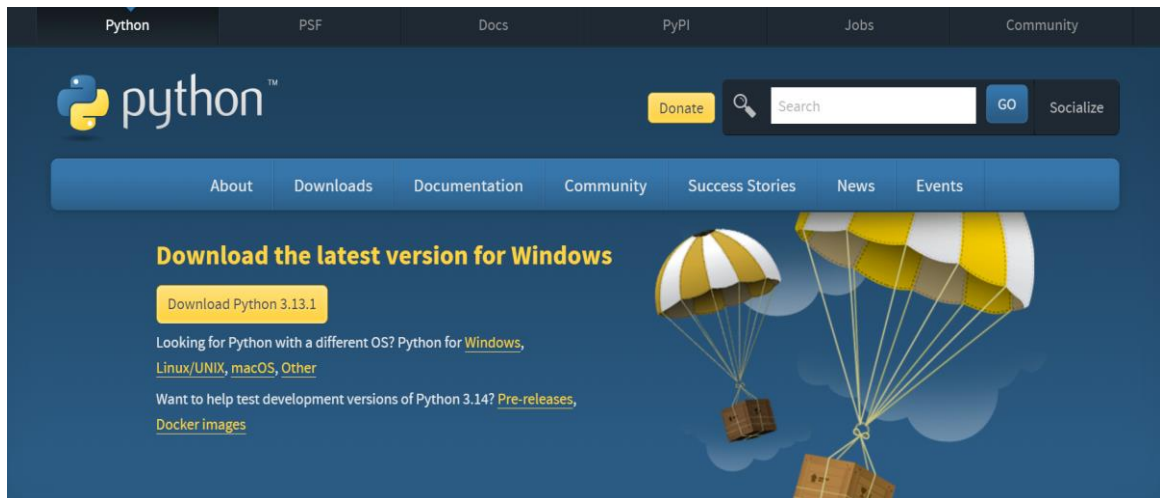 Python PSF Docs PyPI Jobs Community
python™
Donate Search GO Socialize
About Downloads Documentation Community Success Stories News Events
Download the latest version for Windows
Download Python 3.13.1
Looking for Python with a different OS? Python for Windows,
Linux/UNIX, macOS, Other
Want to help test development versions of Python 3.14? Pre-releases,
Docker images